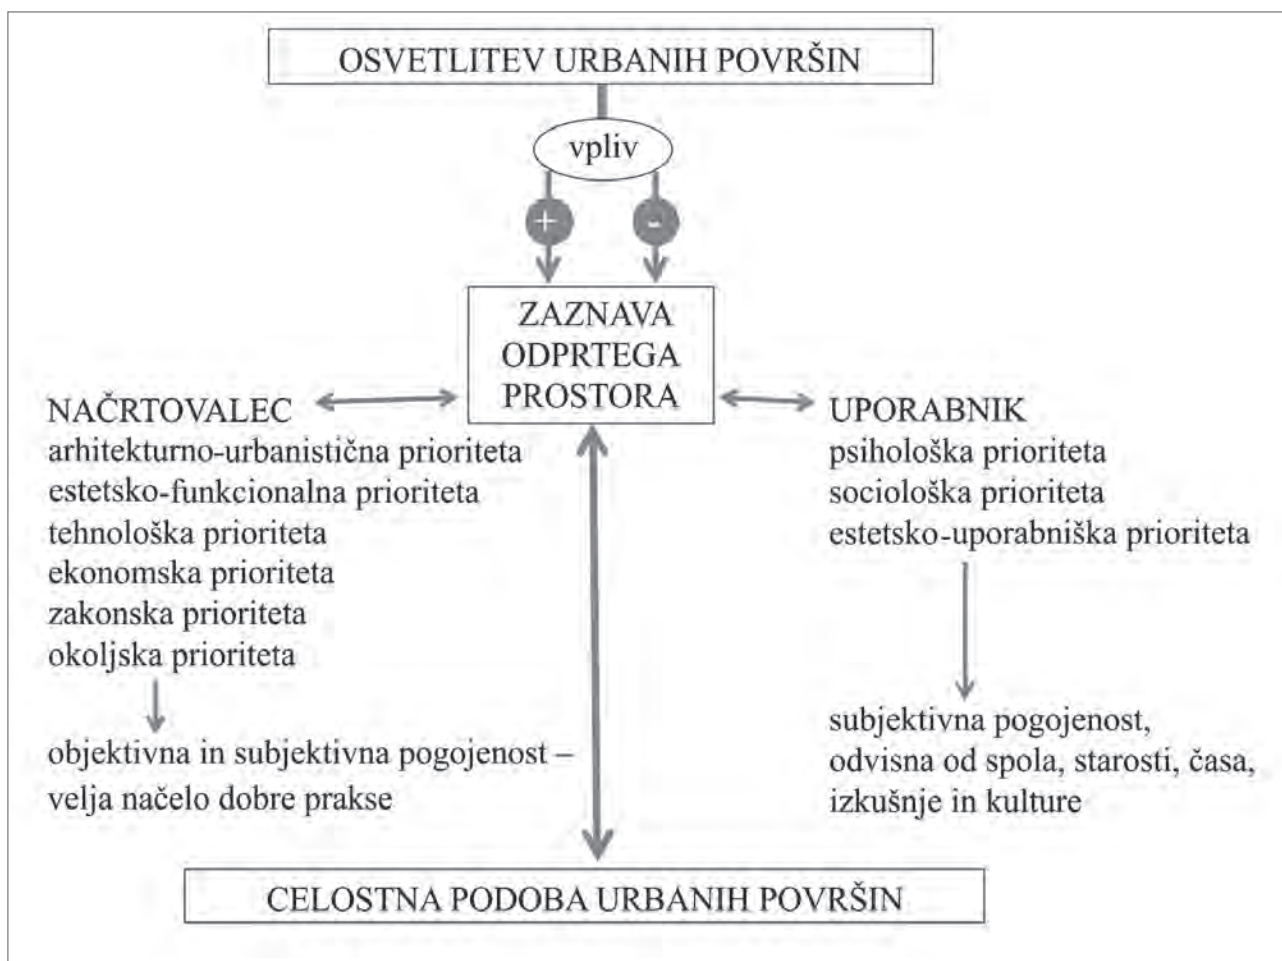 OSVETLITEV URBANIH POVRŠIN
vpliv
+ -
ZAZNAVA
ODPRTEGA
PROSTORA
NAČRTOVALEC
arhitekturno-urbanistična prioriteta
estetsko-funkcionalna prioriteta
tehnološka prioriteta
ekonomska prioriteta
zakonska prioriteta
okoljska prioriteta
objektivna in subjektivna pogojenost –
velja načelo dobre prakse
UPORABNIK
psihološka prioriteta
sociološka prioriteta
estetsko-uporabniška prioriteta
subjektivna pogojenost,
odvisna od spola, starosti, časa,
izkušnje in kulture
CELOSTNA PODOBA URBANIH POVRŠIN